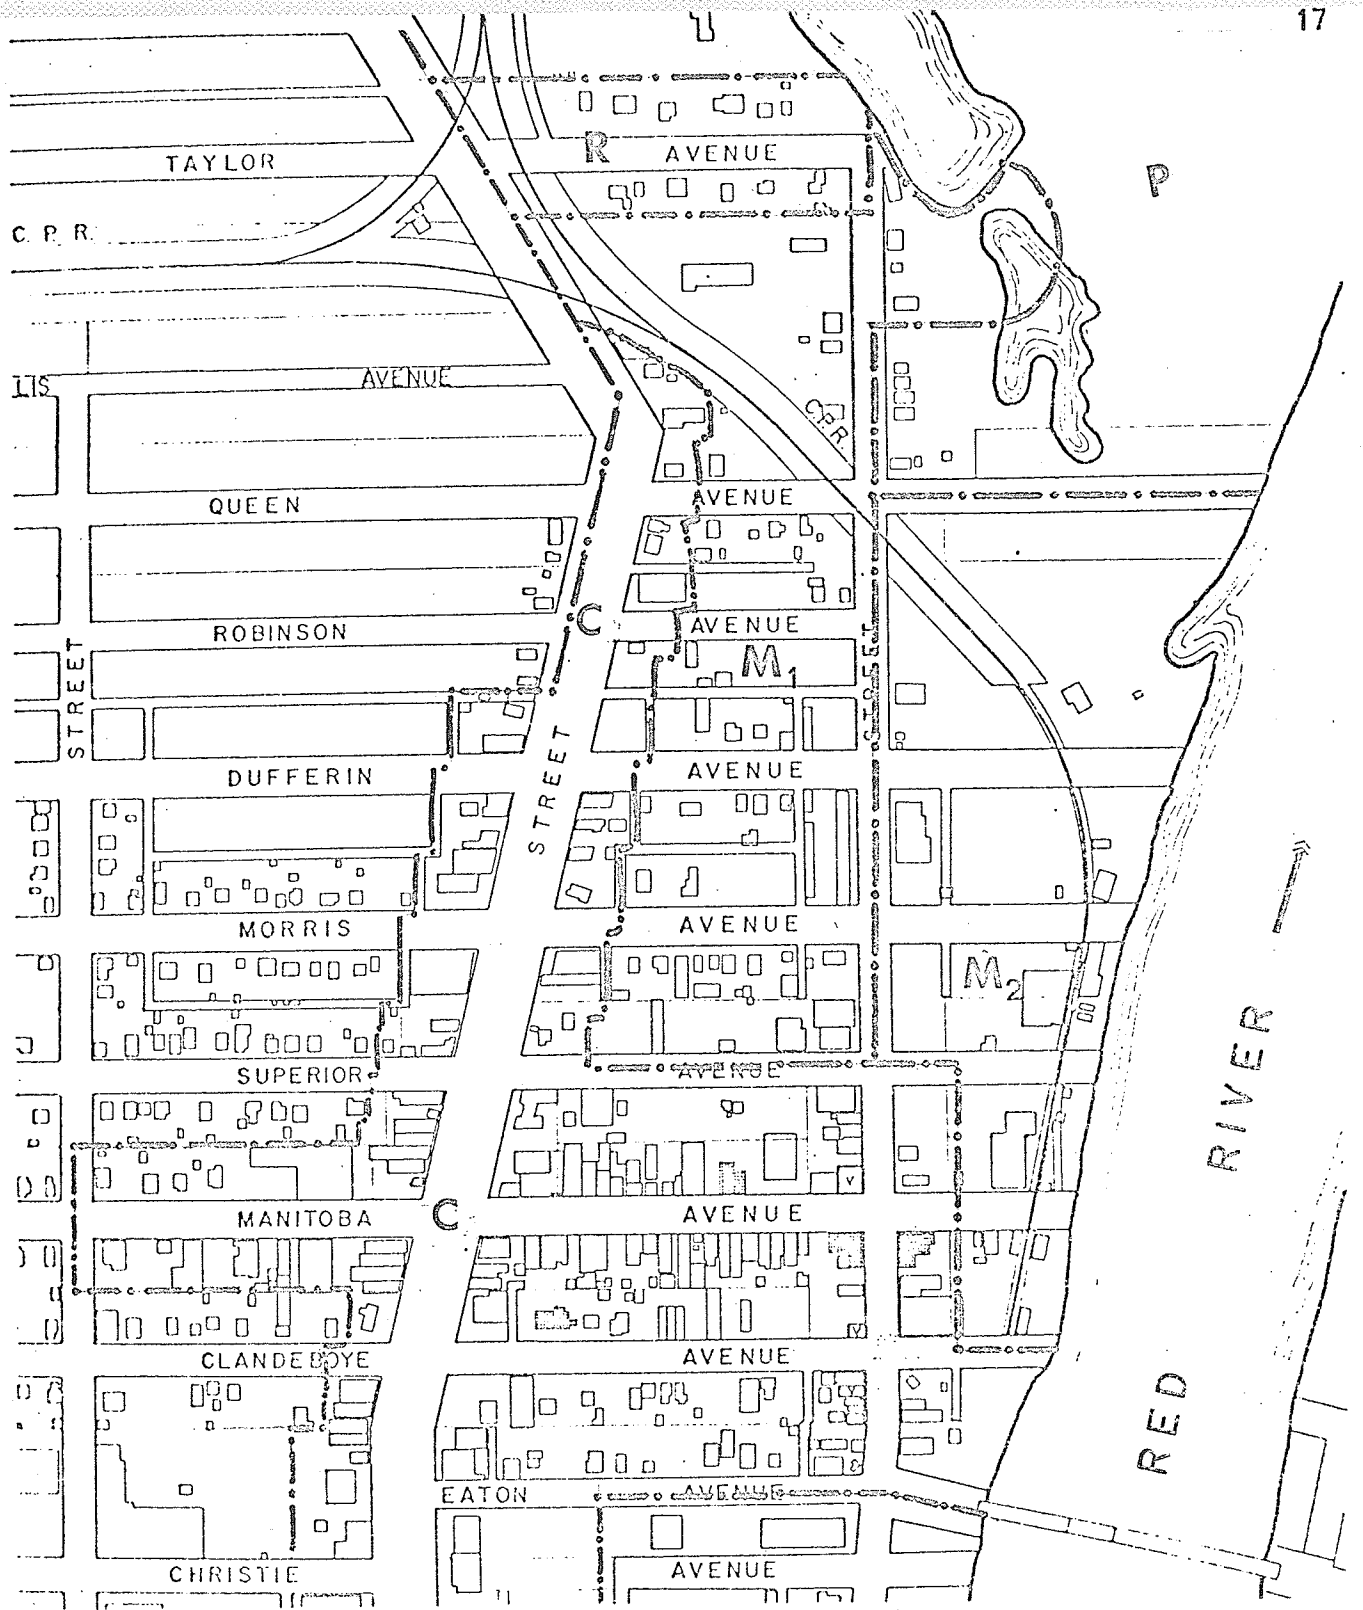 17
R
TAYLOR AVENUE
P
C. P. R.
LIS AVENUE
C.P.R.
QUEEN AVENUE
C
ROBINSON AVENUE
STREET
M1
STREET
STREET
DUFFERIN AVENUE
MORRIS AVENUE
M2
SUPERIOR AVENUE
RED RIVER
MANITOBA AVENUE
C
V
V
CLANDEBOYE AVENUE
EATON AVENUE
CHRISTIE AVENUE